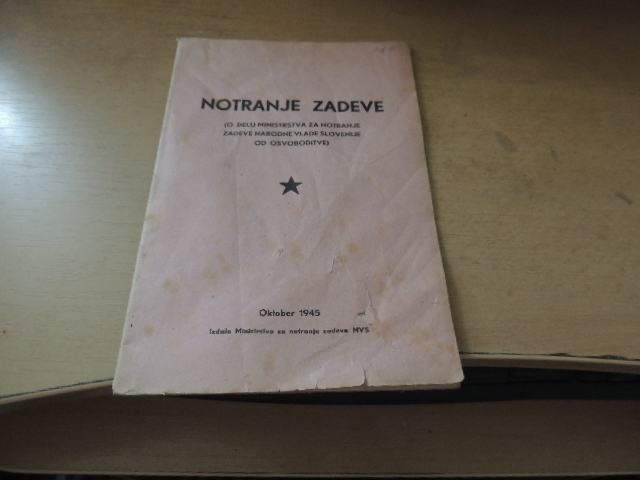 NOTRANJE ZADEVE
(O DELU MINISTRSTVA ZA NOTRANJE
ZADEVE NARODNE VLADE SLOVENIJE
OD OSVOBODITVE)
Oktober 1945
Izdalo Ministrstvo za notranje zadeve NVS